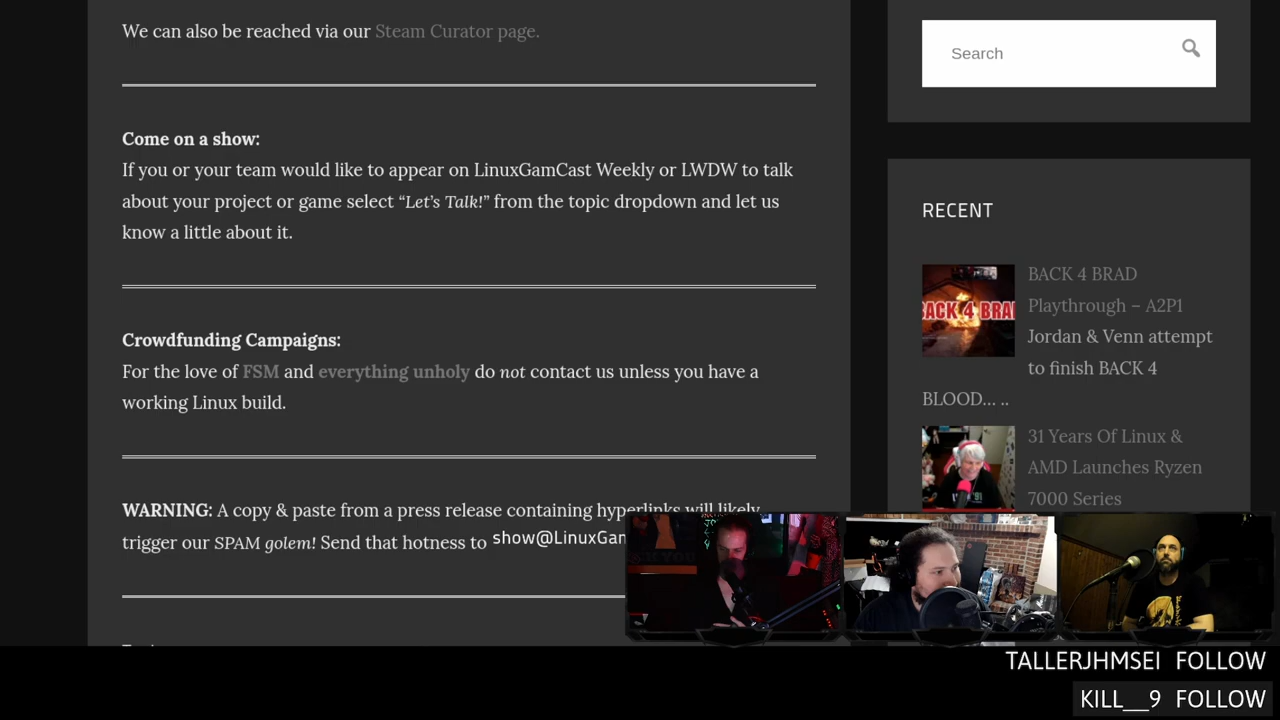 We can also be reached via our Steam Curator page.
Come on a show:
If you or your team would like to appear on LinuxGamCast Weekly or LWDW to talk
about your project or game select “Let’s Talk!” from the topic dropdown and let us
know a little about it.
Crowdfunding Campaigns:
For the love of FSM and everything unholy do not contact us unless you have a
working Linux build.
WARNING: A copy & paste from a press release containing hyperlinks will likely
trigger our SPAM golem! Send that hotness to show@LinuxGam
Search
RECENT
BACK 4 BRAD
Playthrough – A2P1
Jordan & Venn attempt
to finish BACK 4
BLOOD... ..
BACK 4 BRA
31 Years Of Linux &
AMD Launches Ryzen
7000 Series
TALLERJHMSEI FOLLOW
KILL__9 FOLLOW